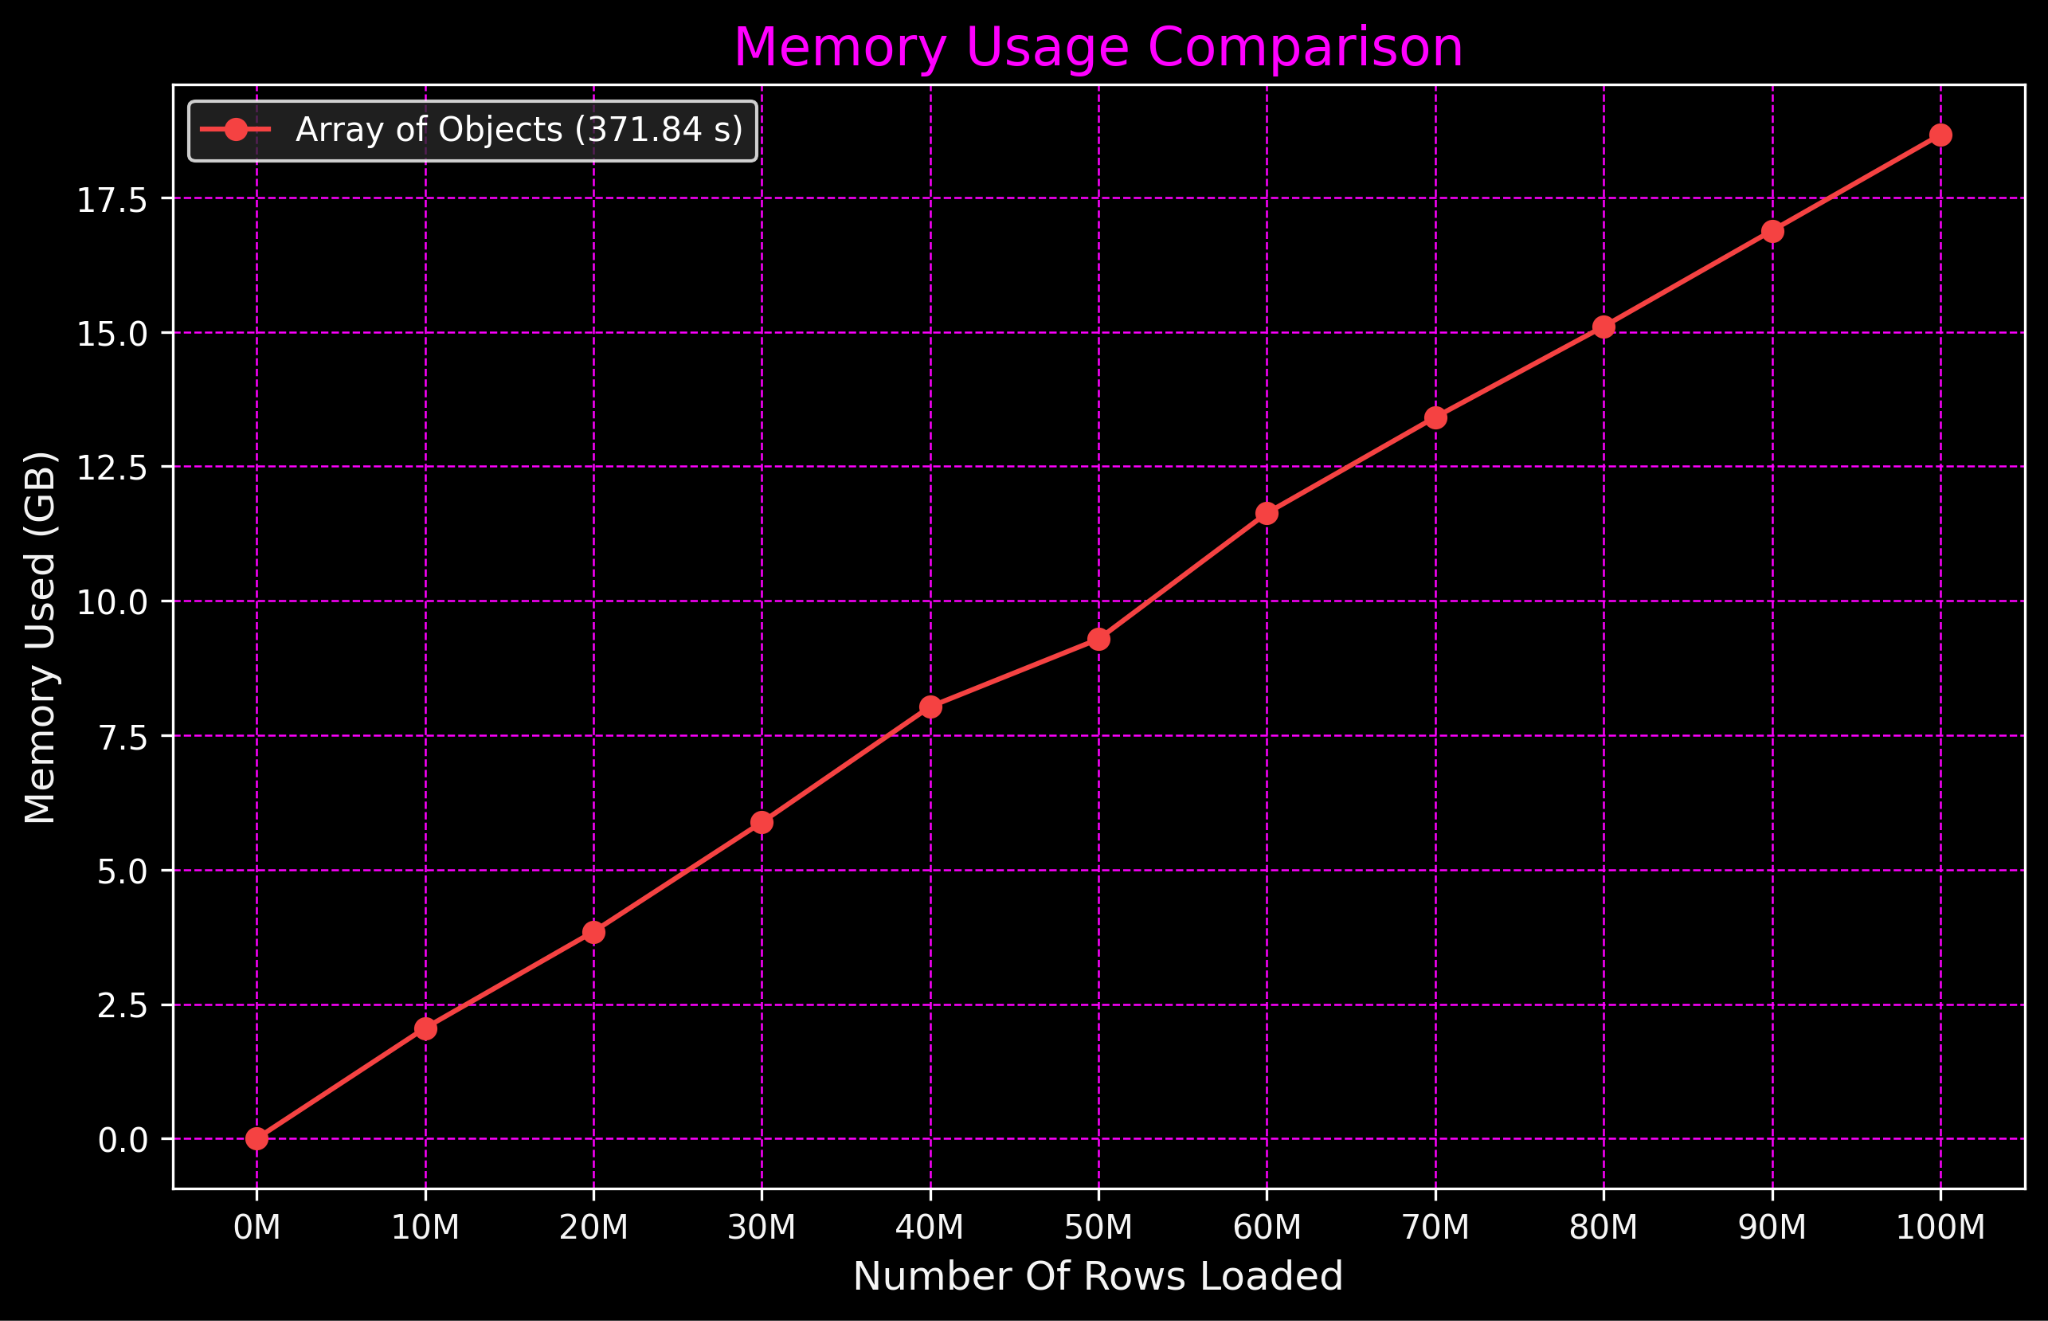 Memory Usage Comparison
Array of Objects (371.84 s)
Memory Used (GB)
17.5
15.0
12.5
10.0
7.5
5.0
2.5
0.0
0M 10M 20M 30M 40M 50M 60M 70M 80M 90M 100M
Number Of Rows Loaded